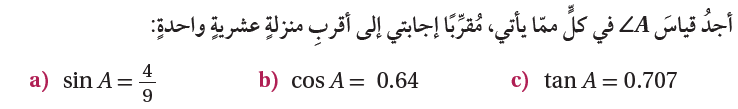 أجدُ قياسَ ∠A في كلٍّ ممّا يأتي، مُقرِّبًا إجابتي إلى أقربِ منزلةٍ عشريةٍ واحدةٍ:
a) sin A = 4/9 b) cos A = 0.64 c) tan A = 0.707